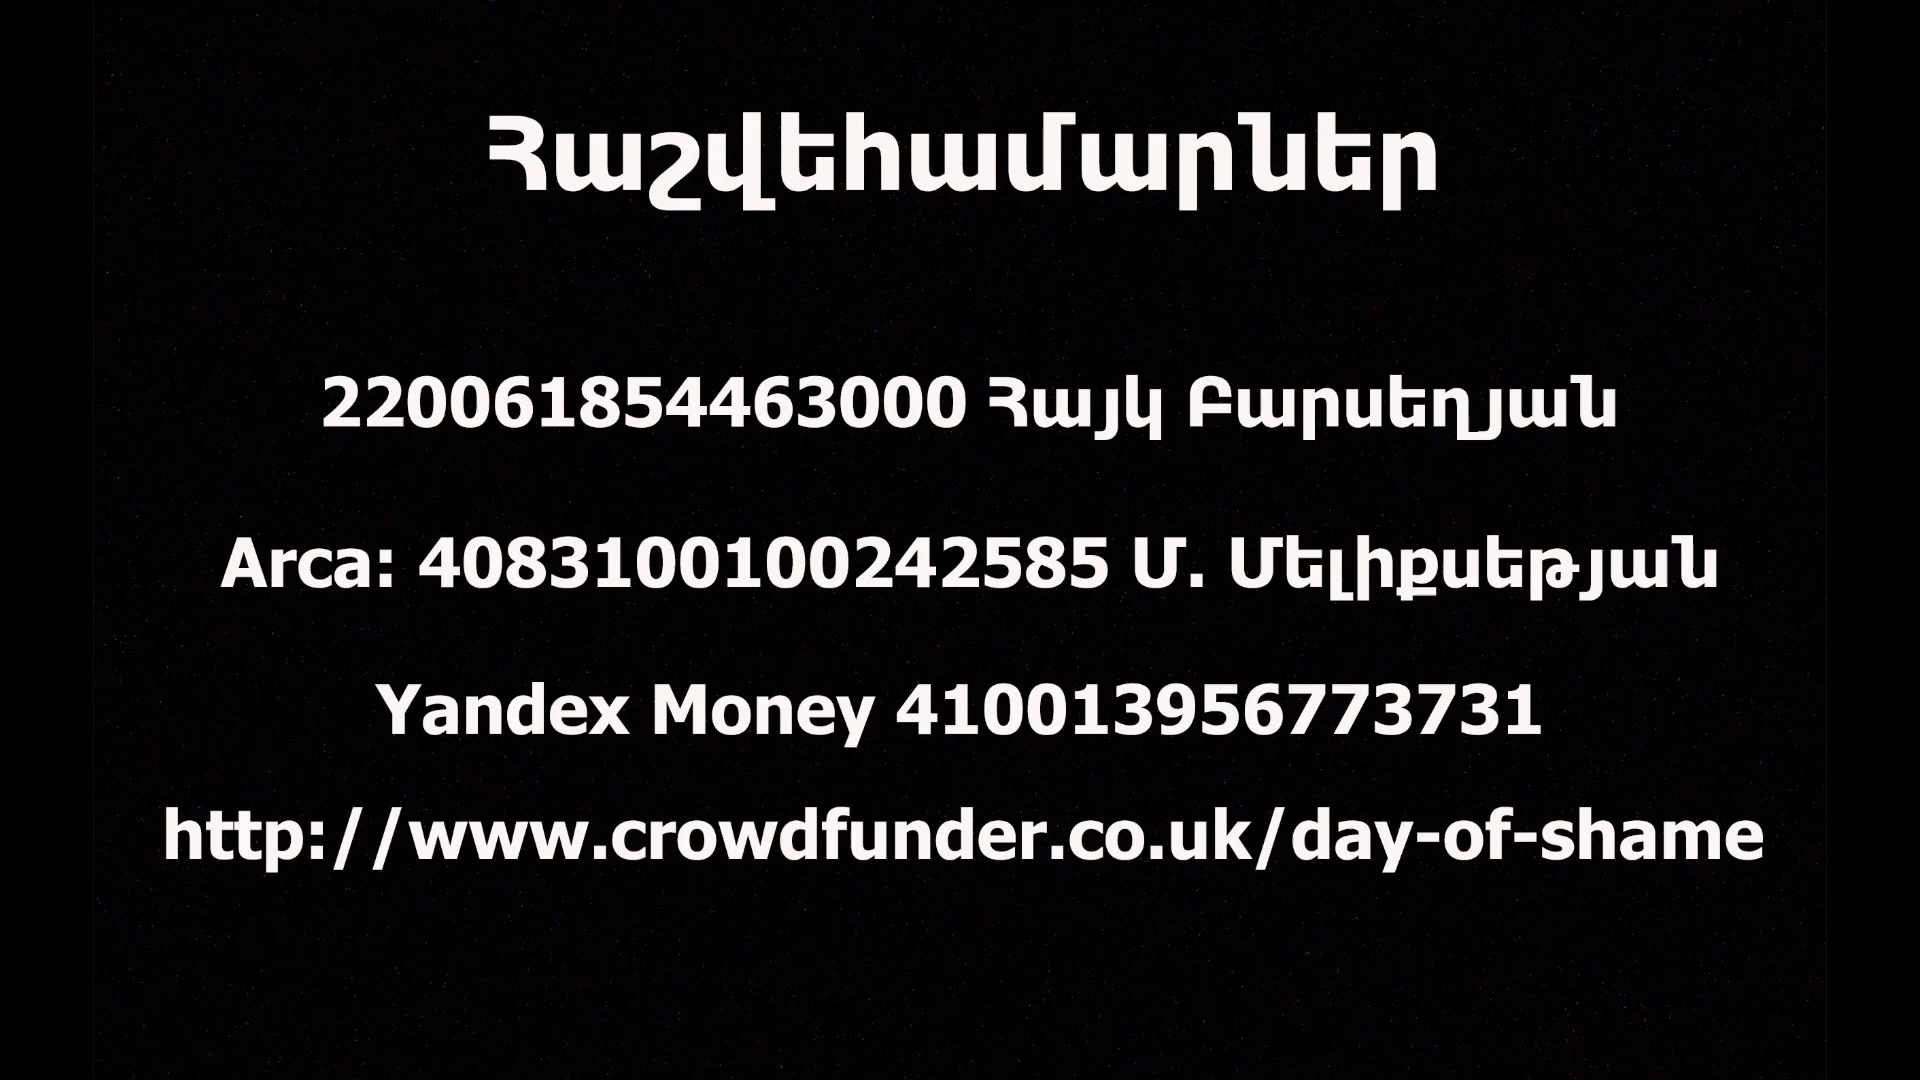 Հաշվեհամարներ
220061854463000 Հայկ Բարսեղյան
Arca: 4083100100242585 Մ. Մելիքսեթյան
Yandex Money 410013956773731
http://www.crowdfunder.co.uk/day-of-shame